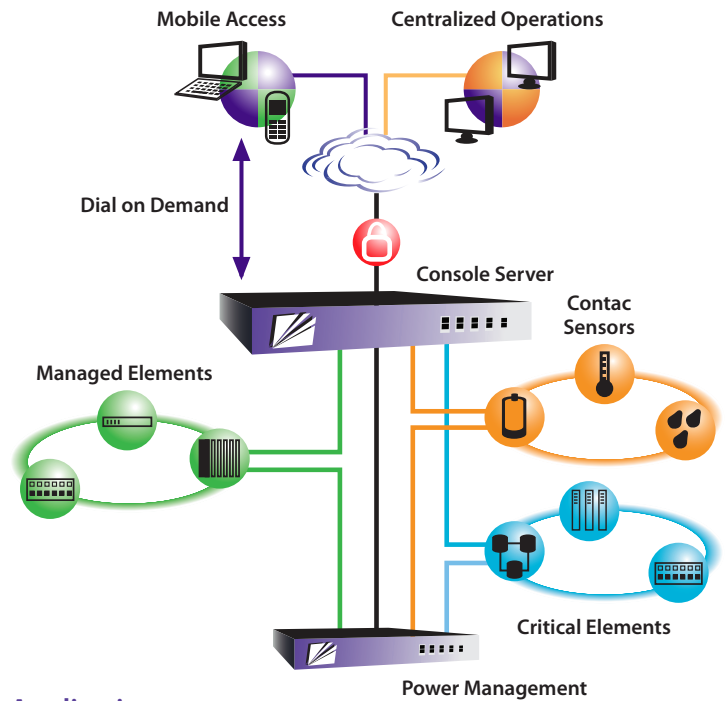 Mobile Access
Centralized Operations
Dial on Demand
Console Server
Contac
Sensors
Managed Elements
Critical Elements
Power Management